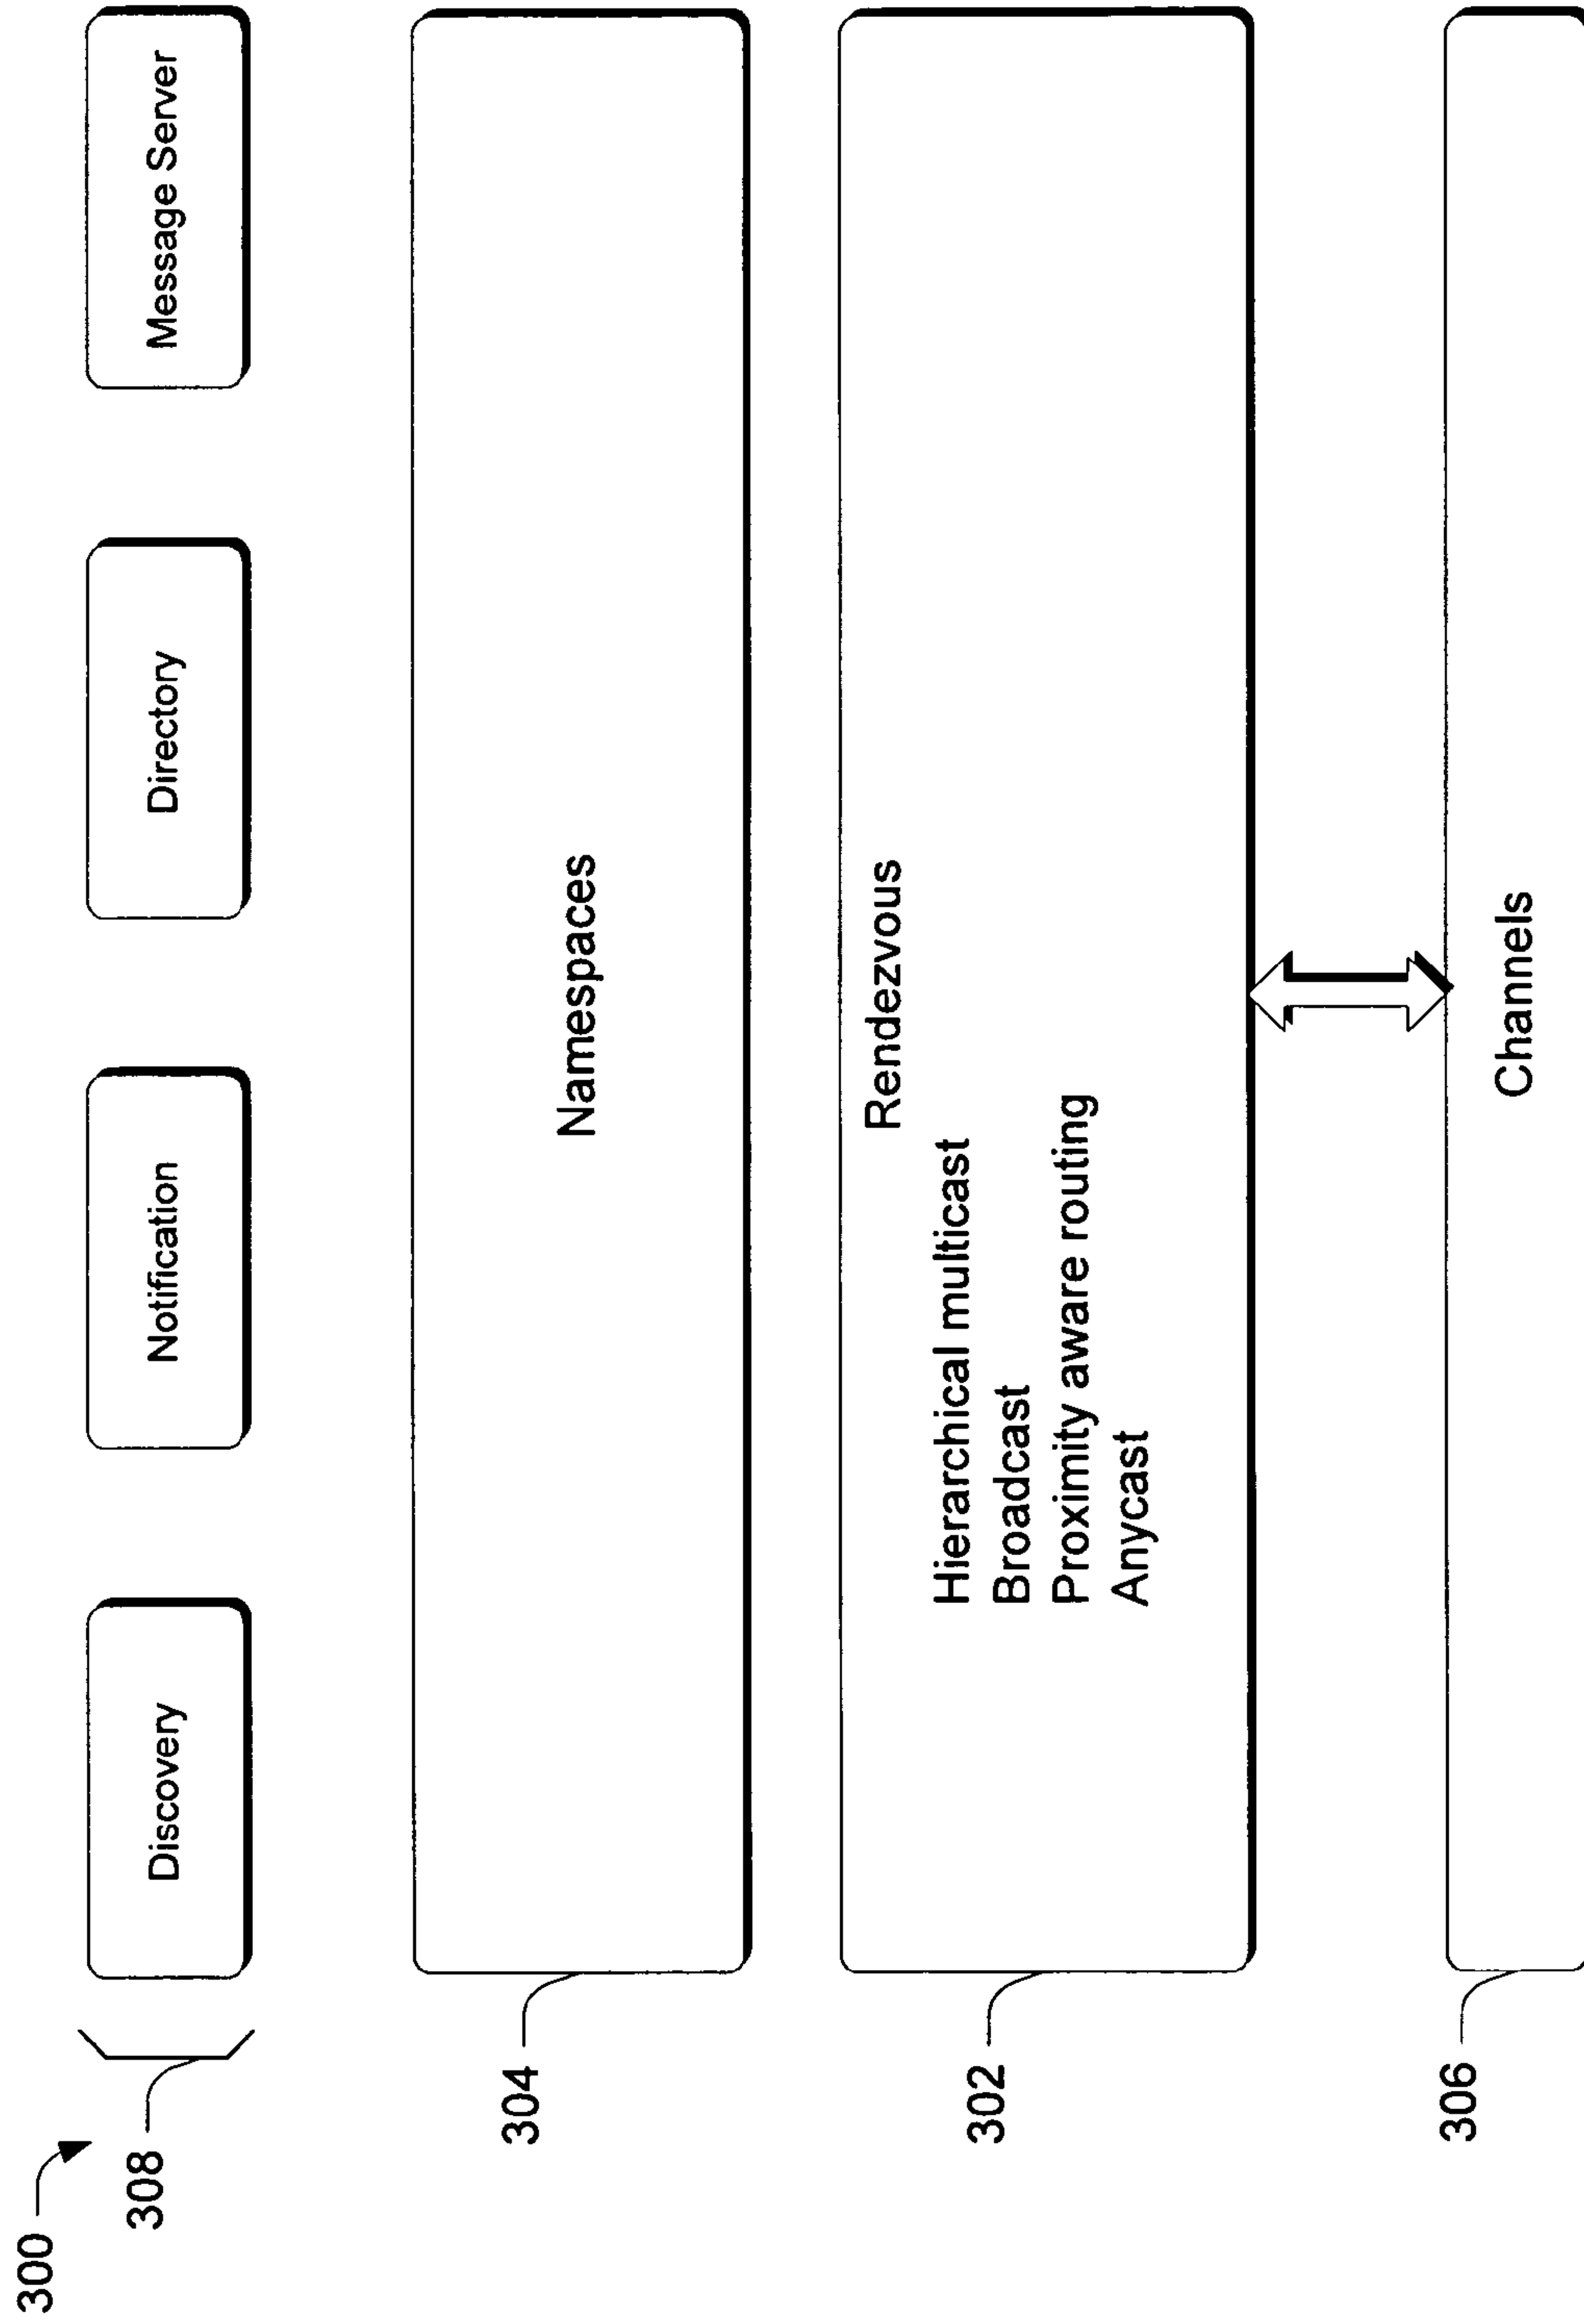 300
308
Discovery
Notification
Directory
Message Server
304
Namespaces
302
Rendezvous
Hierarchical multicast
Broadcast
Proximity aware routing
Anycast
306
Channels